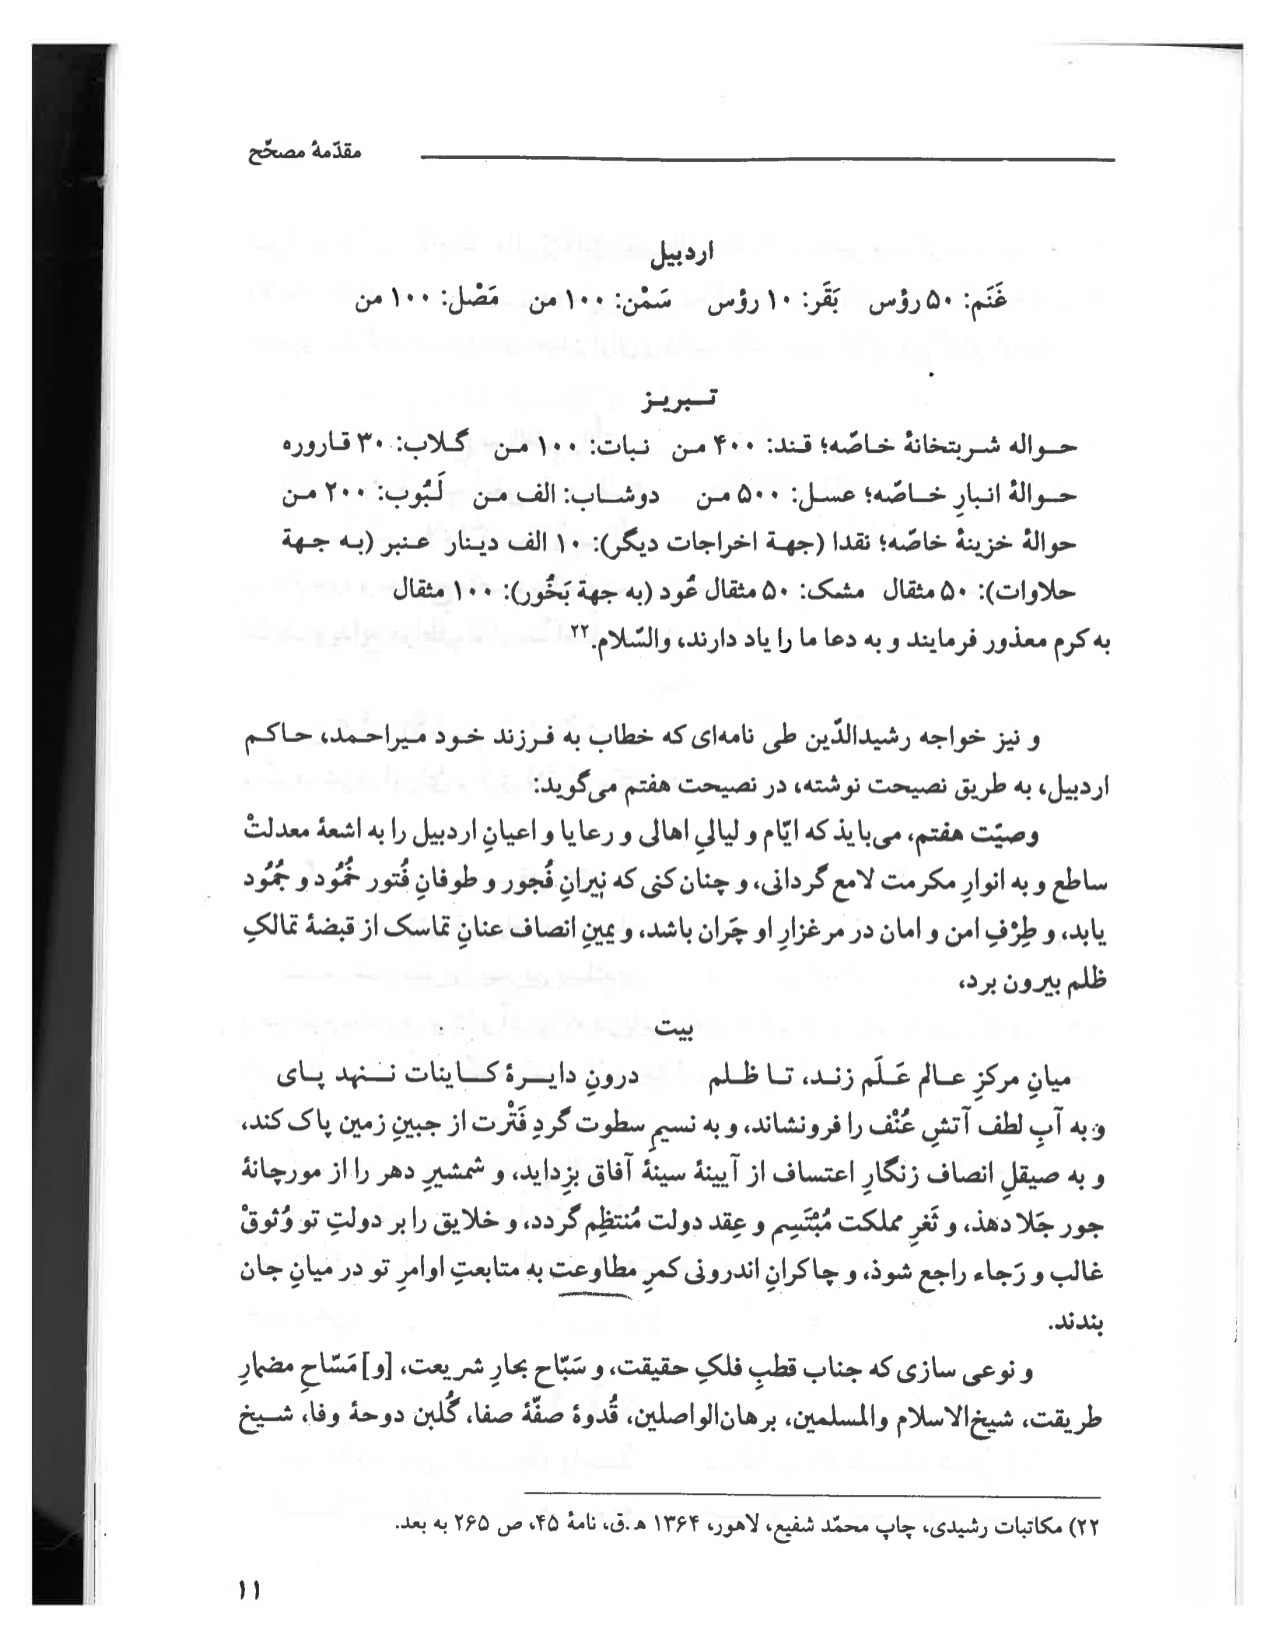 مقدّمهٔ مصحّح
اردبیل
غَنَم: ۵۰ رؤس بَقَر: ۱۰ رؤس سَمْن: ۱۰۰ من مَصْل: ۱۰۰ من
تبریز
حواله شربتخانهٔ خاصّه؛ قند: ۴۰۰ من نبات: ۱۰۰ من گلاب: ۳۰ قاروره
حوالهٔ انبارِ خاصّه؛ عسل: ۵۰۰ من دوشاب: الف من لَبُوب: ۲۰۰ من
حوالهٔ خزینهٔ خاصّه؛ نقدا (جهة اخراجات دیگر): ۱۰ الف دینار عنبر (به جهة
حلاوات): ۵۰ مثقال مشک: ۵۰ مثقال عُود (به جهة بَخُور): ۱۰۰ مثقال
به کرم معذور فرمایند و به دعا ما را یاد دارند، والسّلام.۲۲
و نیز خواجه رشیدالدّین طی نامه‌ای که خطاب به فرزند خود میراحمد، حاکم
اردبیل، به طریق نصیحت نوشته، در نصیحت هفتم می‌گوید:
وصیّت هفتم، می‌باید که ایّام و لیالیِ اهالی و رعایا و اعیانِ اردبیل را به اشعهٔ معدلتْ
ساطع و به انوارِ مکرمت لامع گردانی، و چنان کنی که نیرانِ فُجور و طوفانِ فُتور خُمُود و جُمُود
یابد، و طِرْفِ امن و امان در مرغزارِ او چَران باشد، و یمینِ انصاف عنانِ تماسک از قبضهٔ تمالکِ
ظلم بیرون برد،
بیت
میانِ مرکزِ عالم عَلَم زند، تا ظلم درونِ دایرهٔ کاینات ننهد پای
و به آبِ لطف آتشِ عُنْف را فرونشاند، و به نسیمِ سطوت گردِ فَتْرت از جبینِ زمین پاک کند،
و به صیقلِ انصاف زنگارِ اعتساف از آیینهٔ سینهٔ آفاق بزداید، و شمشیرِ دهر را از مورچانهٔ
جور جَلا دهذ، و ثَغرِ مملکت مُبْتَسِم و عِقد دولت مُنتظِم گردد، و خلایق را بر دولتِ تو وُثوقْ
غالب و رَجاء راجع شوذ، و چاکرانِ اندرونی کمرِ مطاوعت به متابعتِ اوامرِ تو در میانِ جان
بندند.
و نوعی سازی که جناب قطبِ فلکِ حقیقت، و سَبّاحِ بحارِ شریعت، [و] مَسّاحِ مضمارِ
طریقت، شیخ‌الاسلام والمسلمین، برهان‌الواصلین، قُدوهٔ صفّهٔ صفا، گُلبن دوحهٔ وفا، شیخ
۲۲) مکاتبات رشیدی، چاپ محمّد شفیع، لاهور، ۱۳۶۴ ه‍.ق، نامهٔ ۴۵، ص ۲۶۵ به بعد.
۱۱